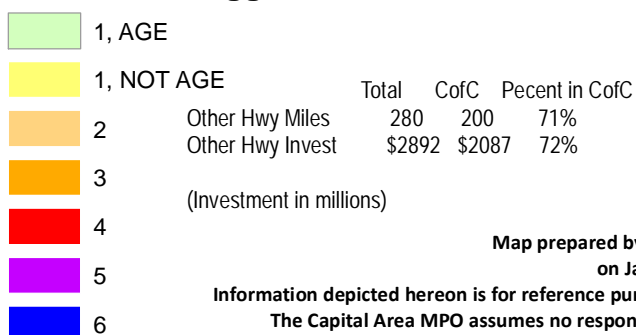 1, AGE
1, NOT AGE
Total CofC Pecent in CofC
2
Other Hwy Miles 280 200 71%
Other Hwy Invest $2892 $2087 72%
3
(Investment in millions)
4
Map prepared by
on Ja
5
Information depicted hereon is for reference pur
6
The Capital Area MPO assumes no respon